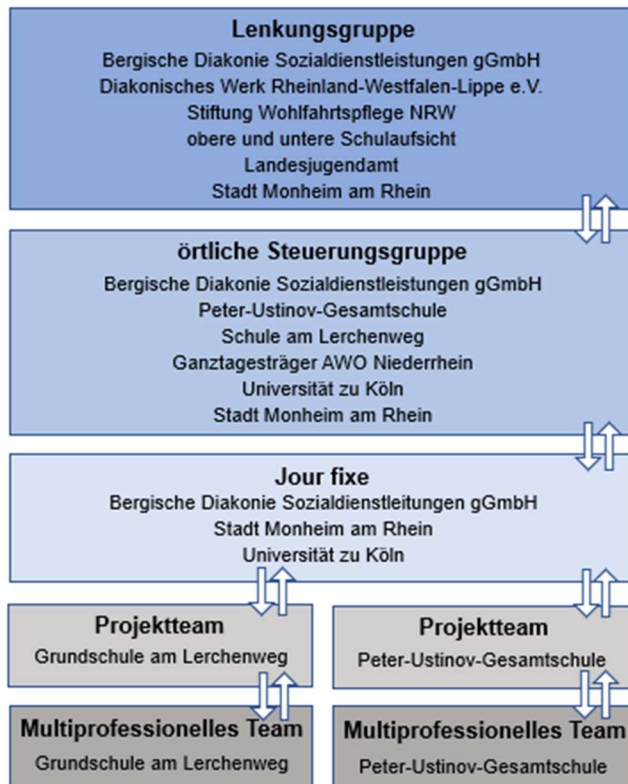 Lenkungsgruppe
Bergische Diakonie Sozialdienstleistungen gGmbH
Diakonisches Werk Rheinland-Westfalen-Lippe e.V.
Stiftung Wohlfahrtspflege NRW
obere und untere Schulaufsicht
Landesjugendamt
Stadt Monheim am Rhein
örtliche Steuerungsgruppe
Bergische Diakonie Sozialdienstleistungen gGmbH
Peter-Ustinov-Gesamtschule
Schule am Lerchenweg
Ganztagesträger AWO Niederrhein
Universität zu Köln
Stadt Monheim am Rhein
Jour fixe
Bergische Diakonie Sozialdienstleitungen gGmbH
Stadt Monheim am Rhein
Universität zu Köln
Projektteam
Grundschule am Lerchenweg
Projektteam
Peter-Ustinov-Gesamtschule
Multiprofessionelles Team
Grundschule am Lerchenweg
Multiprofessionelles Team
Peter-Ustinov-Gesamtschule